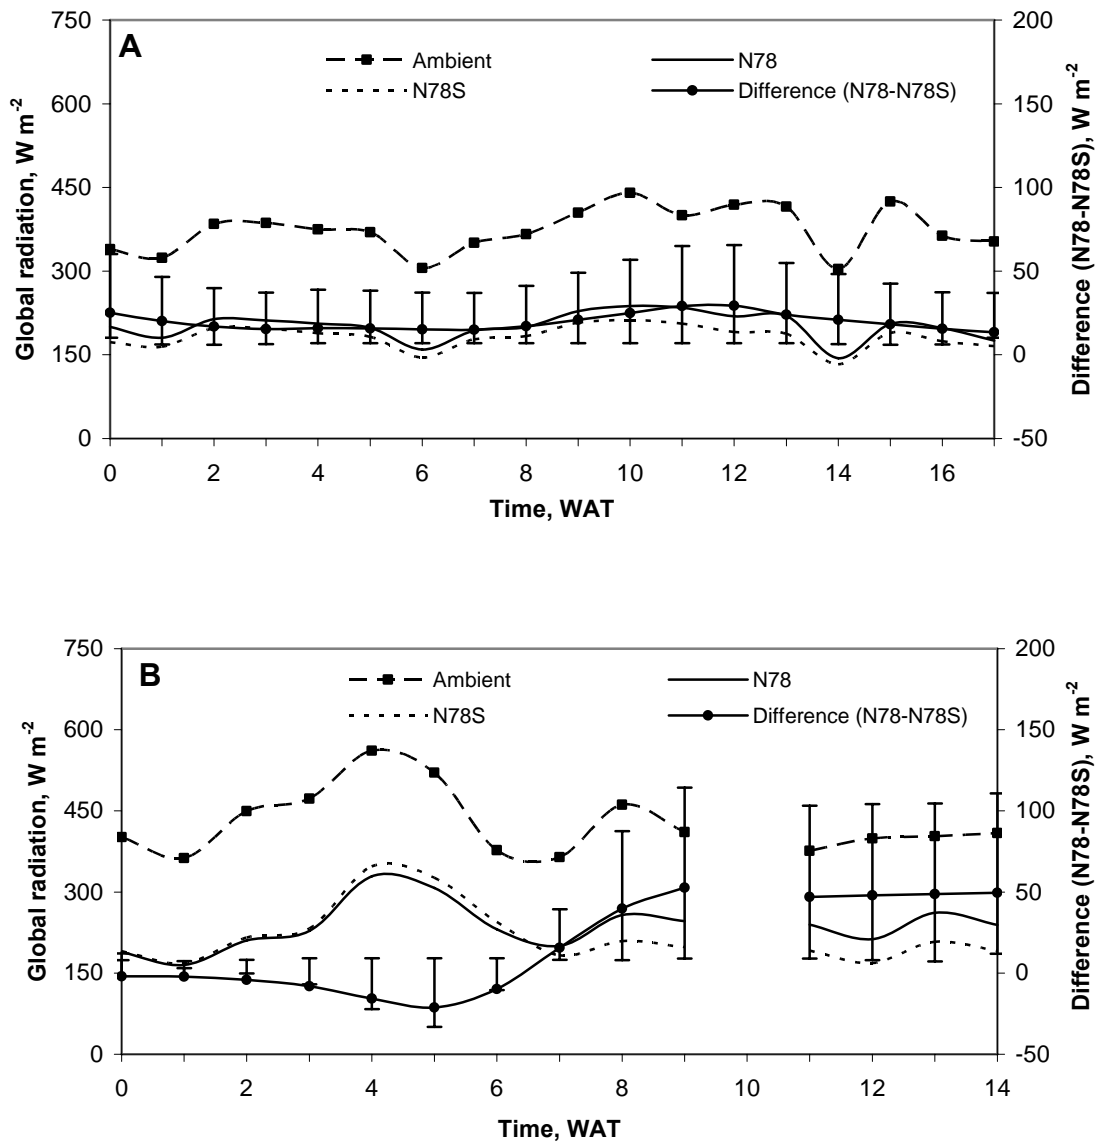 A
Ambient
N78
N78S
Difference (N78-N78S)
Global radiation, W m-2
750
600
450
300
150
0
200
150
100
50
0
-50
Difference (N78-N78S), W m-2
0 2 4 6 8 10 12 14 16
Time, WAT
B
Ambient
N78
N78S
Difference (N78-N78S)
Global radiation, W m-2
750
600
450
300
150
0
200
150
100
50
0
-50
Difference (N78-N78S), W m-2
0 2 4 6 8 10 12 14
Time, WAT